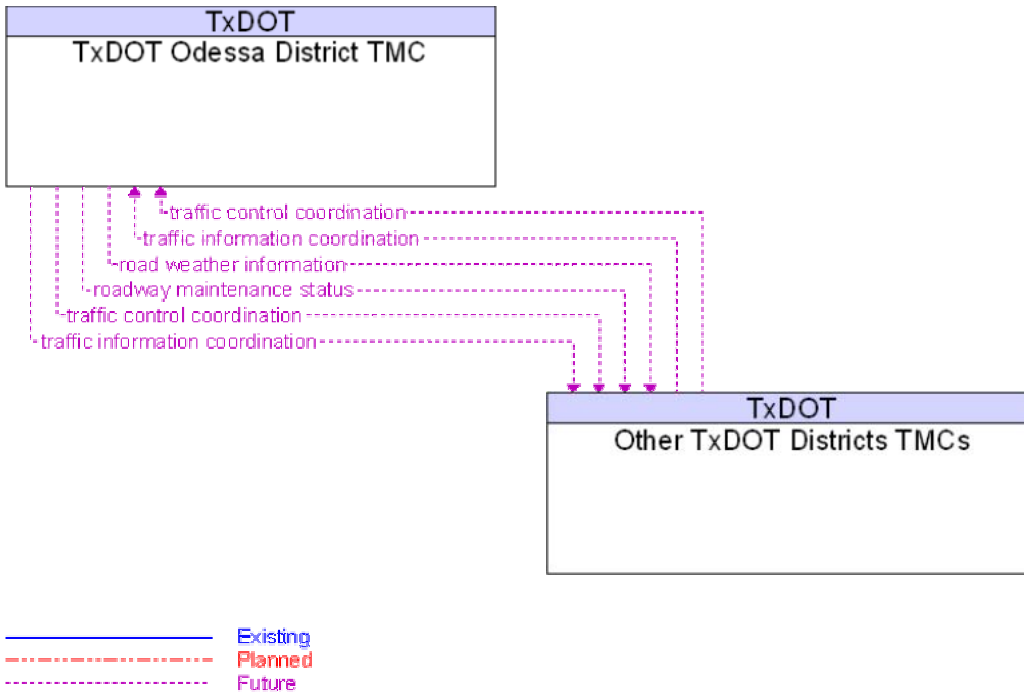 TxDOT
TxDOT Odessa District TMC
traffic control coordination
traffic information coordination
road weather information
roadway maintenance status
traffic control coordination
traffic information coordination
TxDOT
Other TxDOT Districts TMCs
Existing
Planned
Future